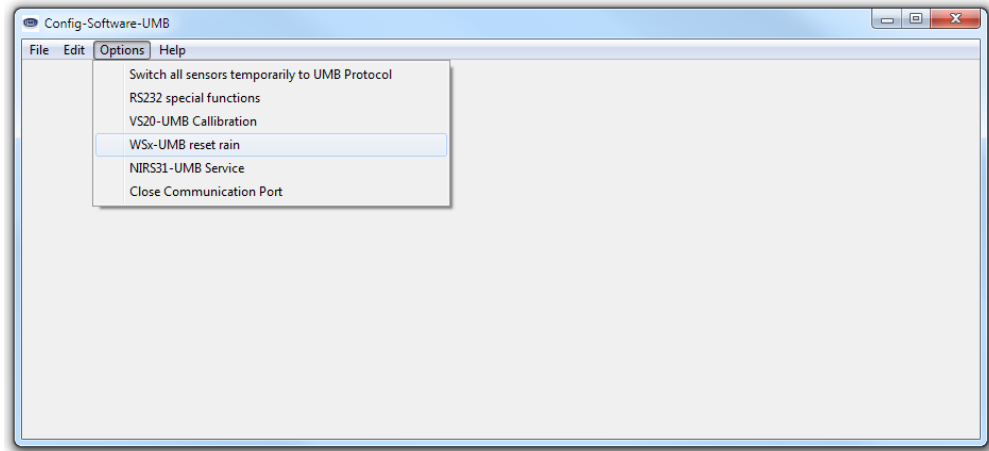 Config-Software-UMB
File Edit Options Help
Switch all sensors temporarily to UMB Protocol
RS232 special functions
VS20-UMB Callibration
WSx-UMB reset rain
NIRS31-UMB Service
Close Communication Port